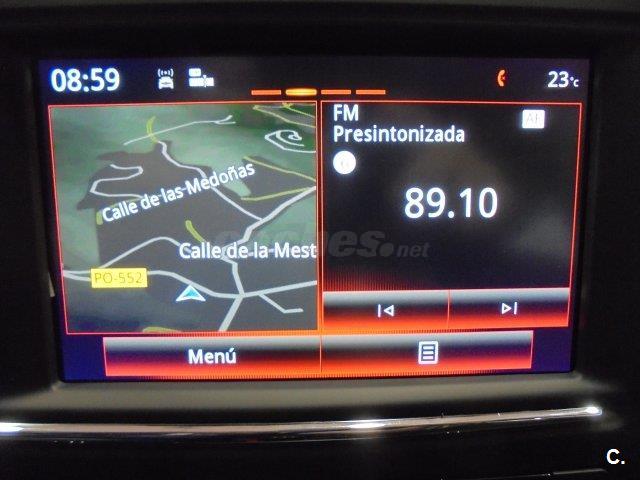 08:59
23°c
FM
Presintonizada
AF
89.10
Calle de las Medoñas
Calle de la Mest
coches.net
PO-552
Menú
C.